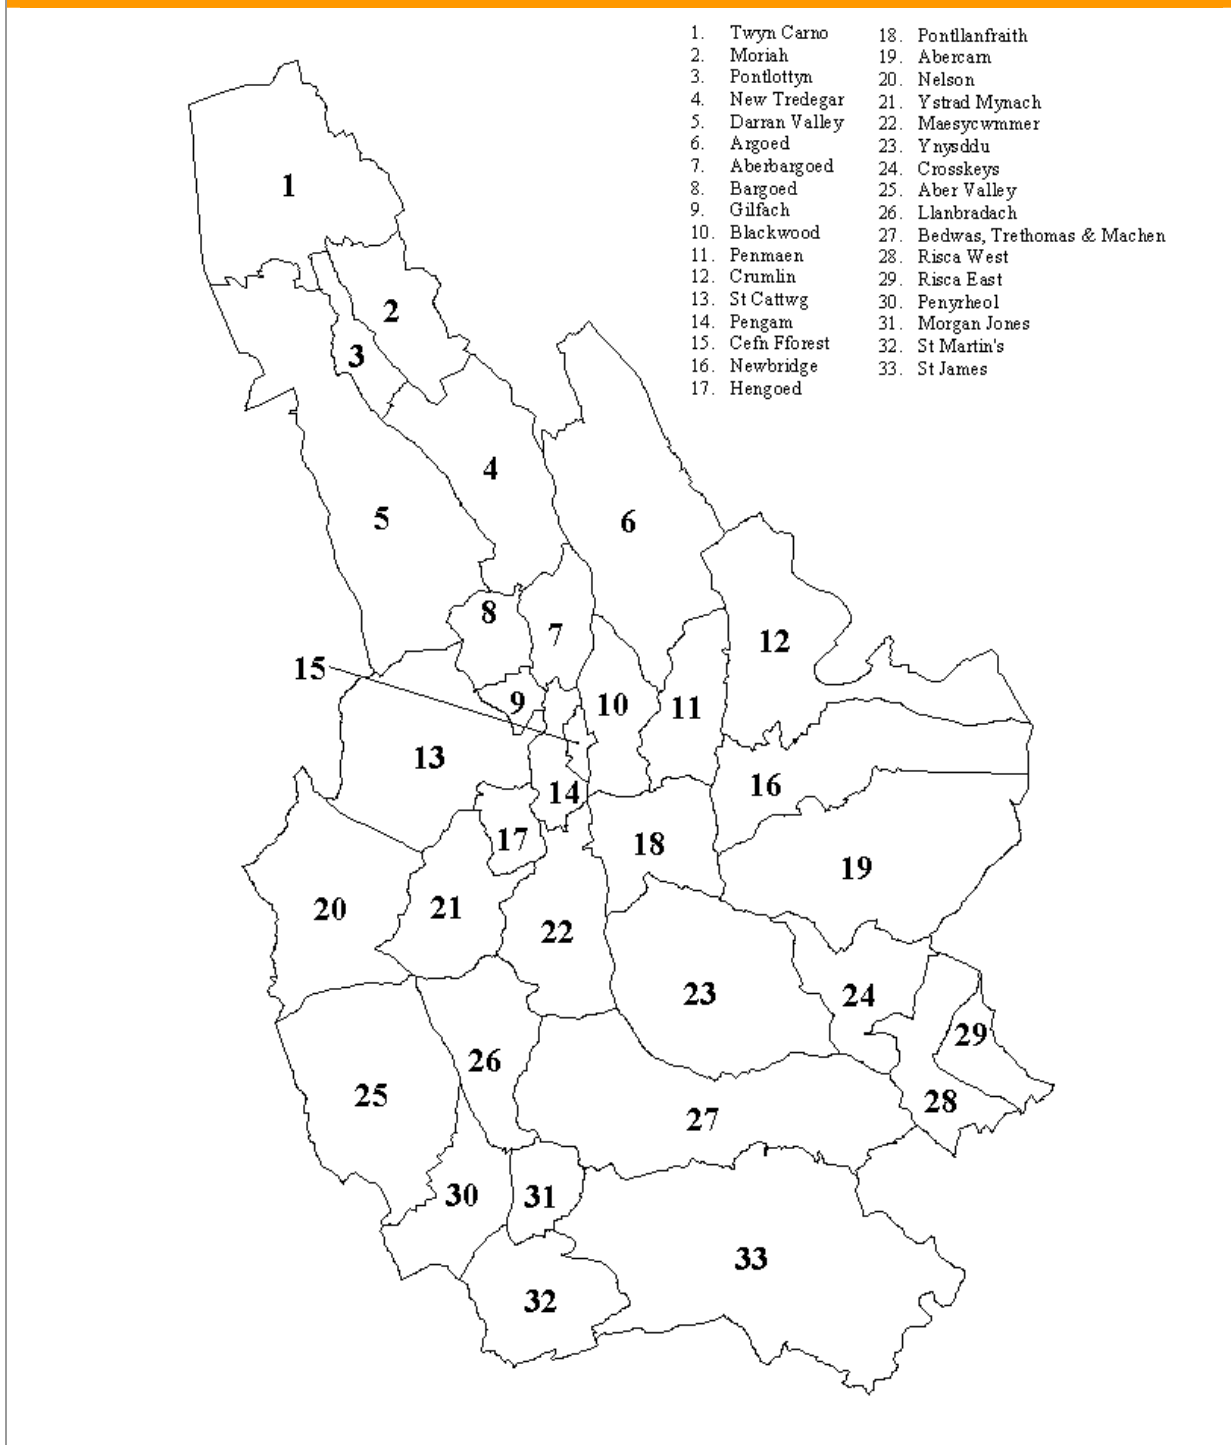 1. Twyn Carno
2. Moriah
3. Pontlottyn
4. New Tredegar
5. Darran Valley
6. Argoed
7. Aberbargoed
8. Bargoed
9. Gilfach
10. Blackwood
11. Penmaen
12. Crumlin
13. St Cattwg
14. Pengam
15. Cefn Fforest
16. Newbridge
17. Hengoed
18. Pontllanfraith
19. Abercarn
20. Nelson
21. Ystrad Mynach
22. Maesycwmmer
23. Ynysddu
24. Crosskeys
25. Aber Valley
26. Llanbradach
27. Bedwas, Trethomas & Machen
28. Risca West
29. Risca East
30. Penyrheol
31. Morgan Jones
32. St Martin's
33. St James
1
2
3
4
5
6
8
7
12
15
9
10
11
13
16
14
17
18
19
20
21
22
23
24
29
26
25
28
27
30
31
33
32